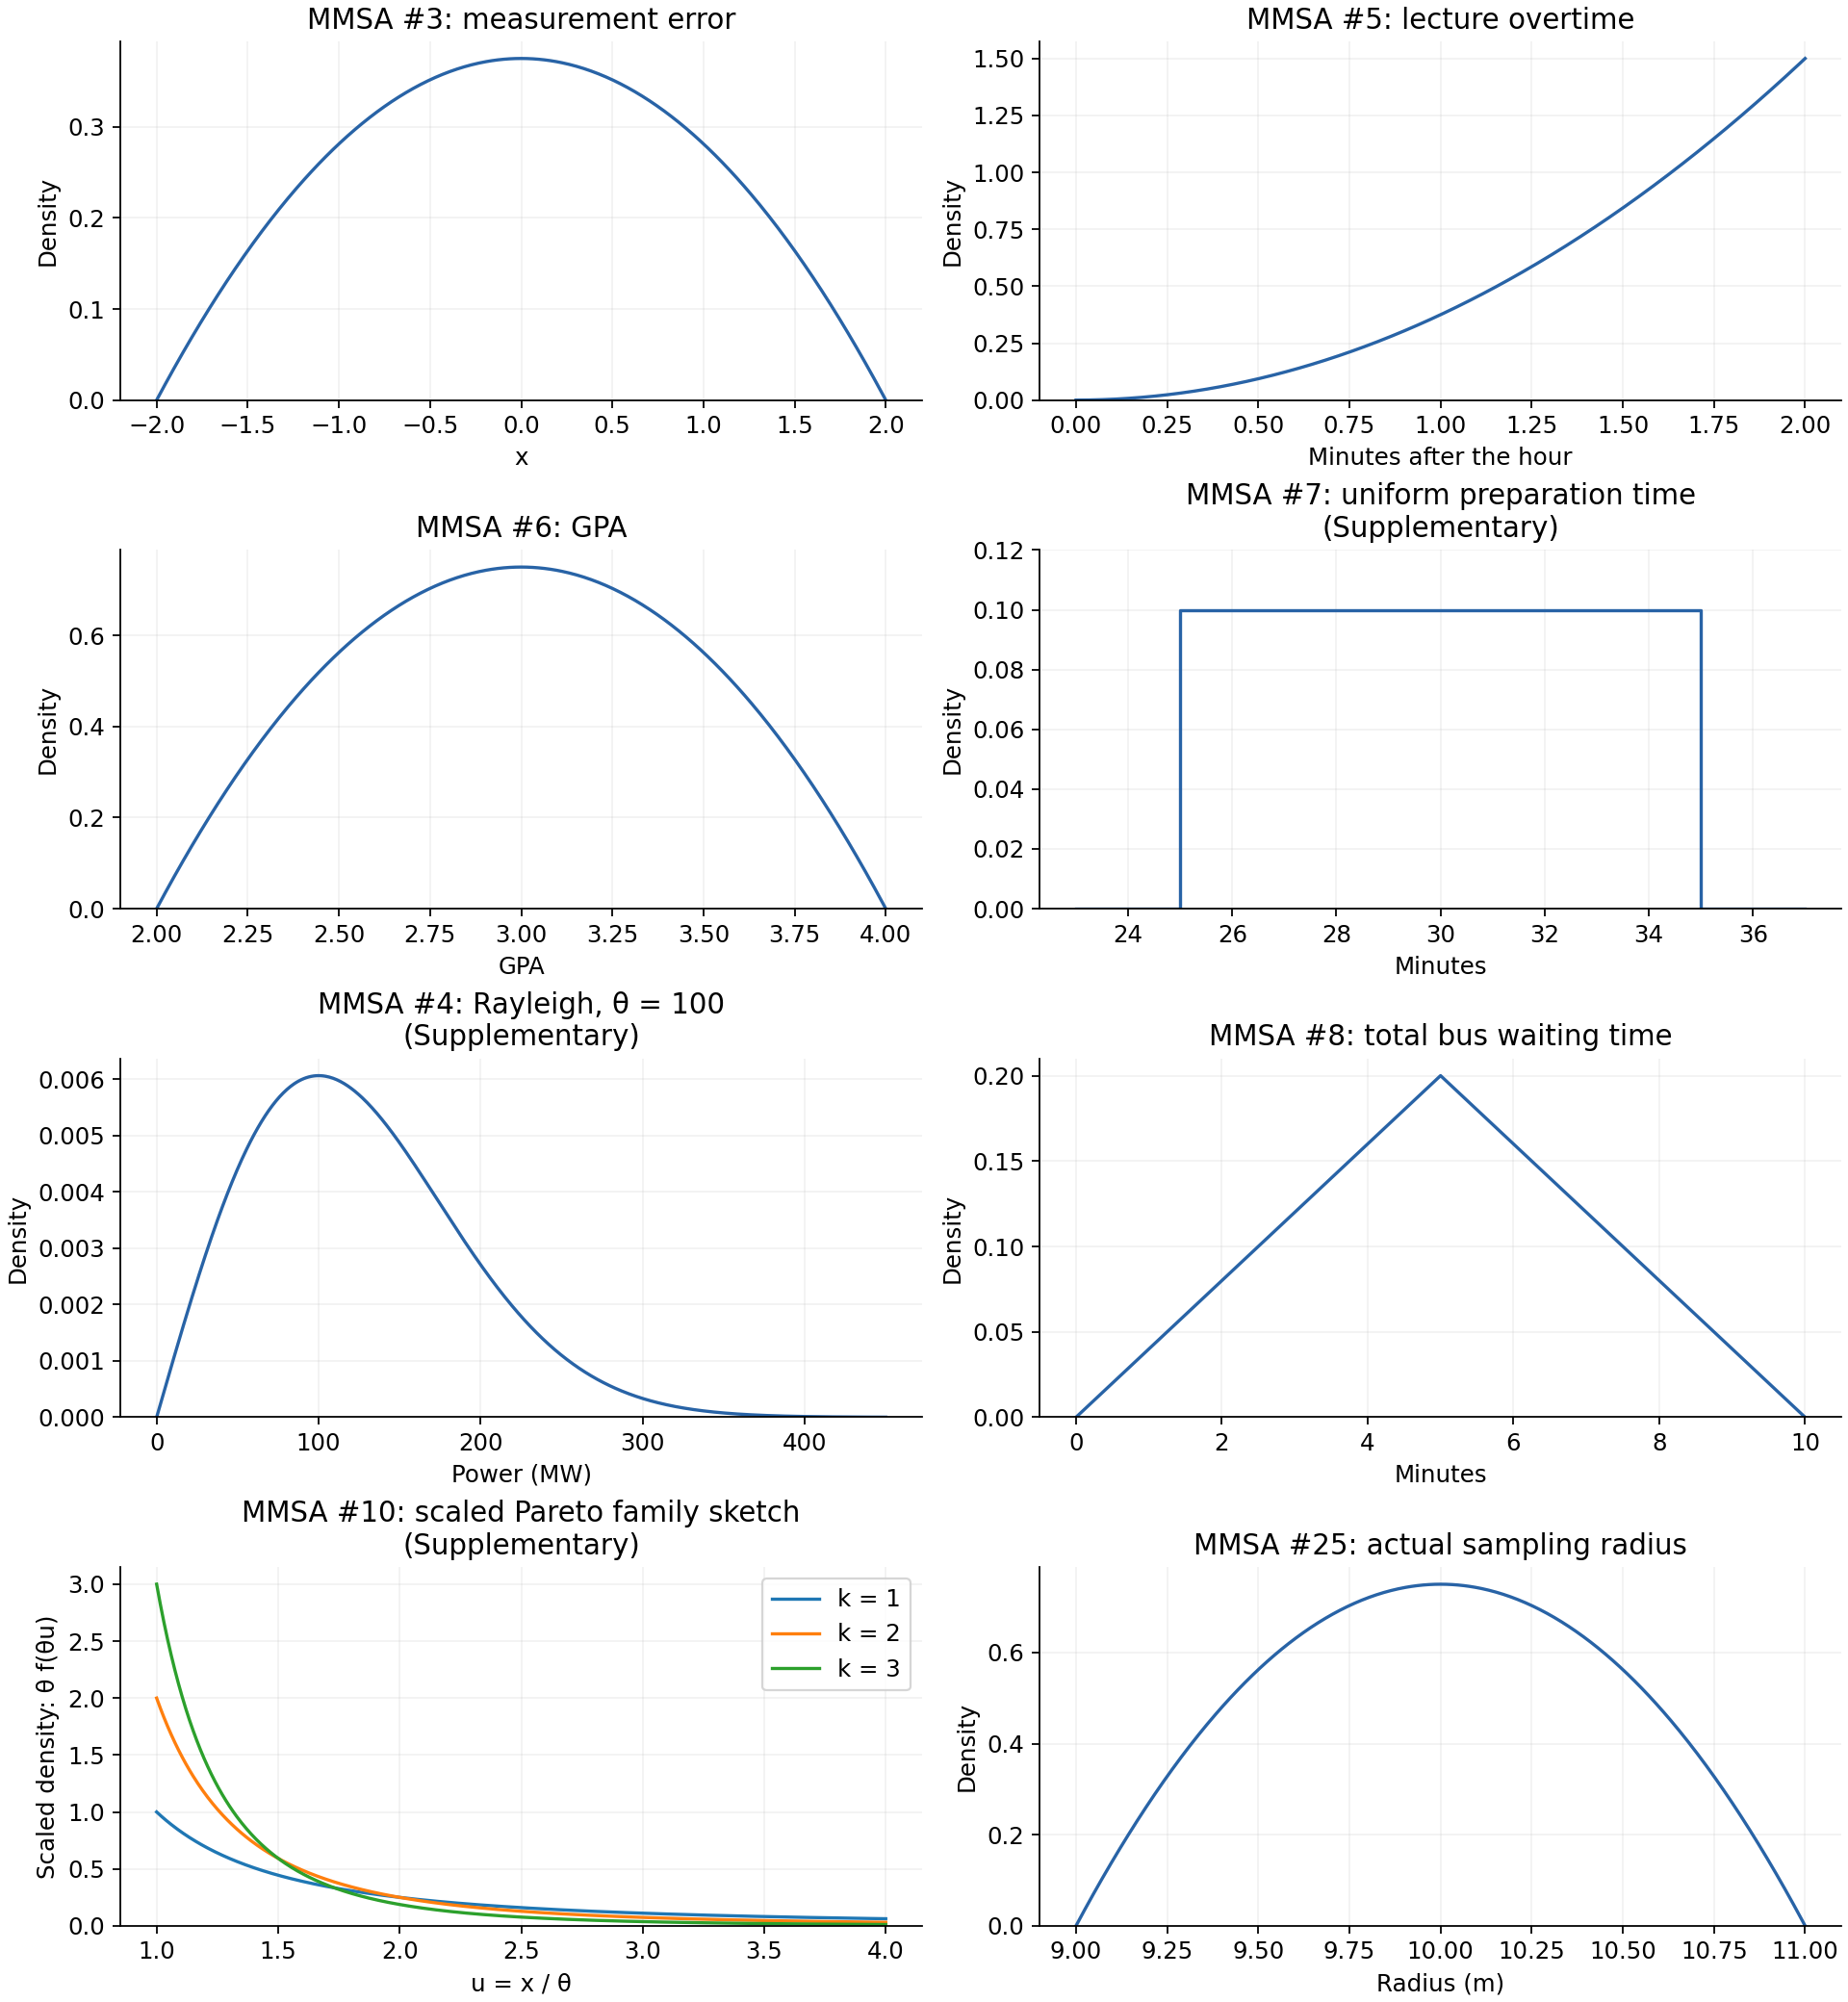 MMSA #3: measurement error
Density
0.3
0.2
0.1
0.0
−2.0 −1.5 −1.0 −0.5 0.0 0.5 1.0 1.5 2.0
x
MMSA #5: lecture overtime
Density
1.50
1.25
1.00
0.75
0.50
0.25
0.00
0.00 0.25 0.50 0.75 1.00 1.25 1.50 1.75 2.00
Minutes after the hour
MMSA #6: GPA
Density
0.6
0.4
0.2
0.0
2.00 2.25 2.50 2.75 3.00 3.25 3.50 3.75 4.00
GPA
MMSA #7: uniform preparation time
(Supplementary)
Density
0.12
0.10
0.08
0.06
0.04
0.02
0.00
24 26 28 30 32 34 36
Minutes
MMSA #4: Rayleigh, θ = 100
(Supplementary)
Density
0.006
0.005
0.004
0.003
0.002
0.001
0.000
0 100 200 300 400
Power (MW)
MMSA #8: total bus waiting time
Density
0.20
0.15
0.10
0.05
0.00
0 2 4 6 8 10
Minutes
MMSA #10: scaled Pareto family sketch
(Supplementary)
Scaled density: θ f(θu)
3.0
2.5
2.0
1.5
1.0
0.5
0.0
k = 1
k = 2
k = 3
1.0 1.5 2.0 2.5 3.0 3.5 4.0
u = x / θ
MMSA #25: actual sampling radius
Density
0.6
0.4
0.2
0.0
9.00 9.25 9.50 9.75 10.00 10.25 10.50 10.75 11.00
Radius (m)